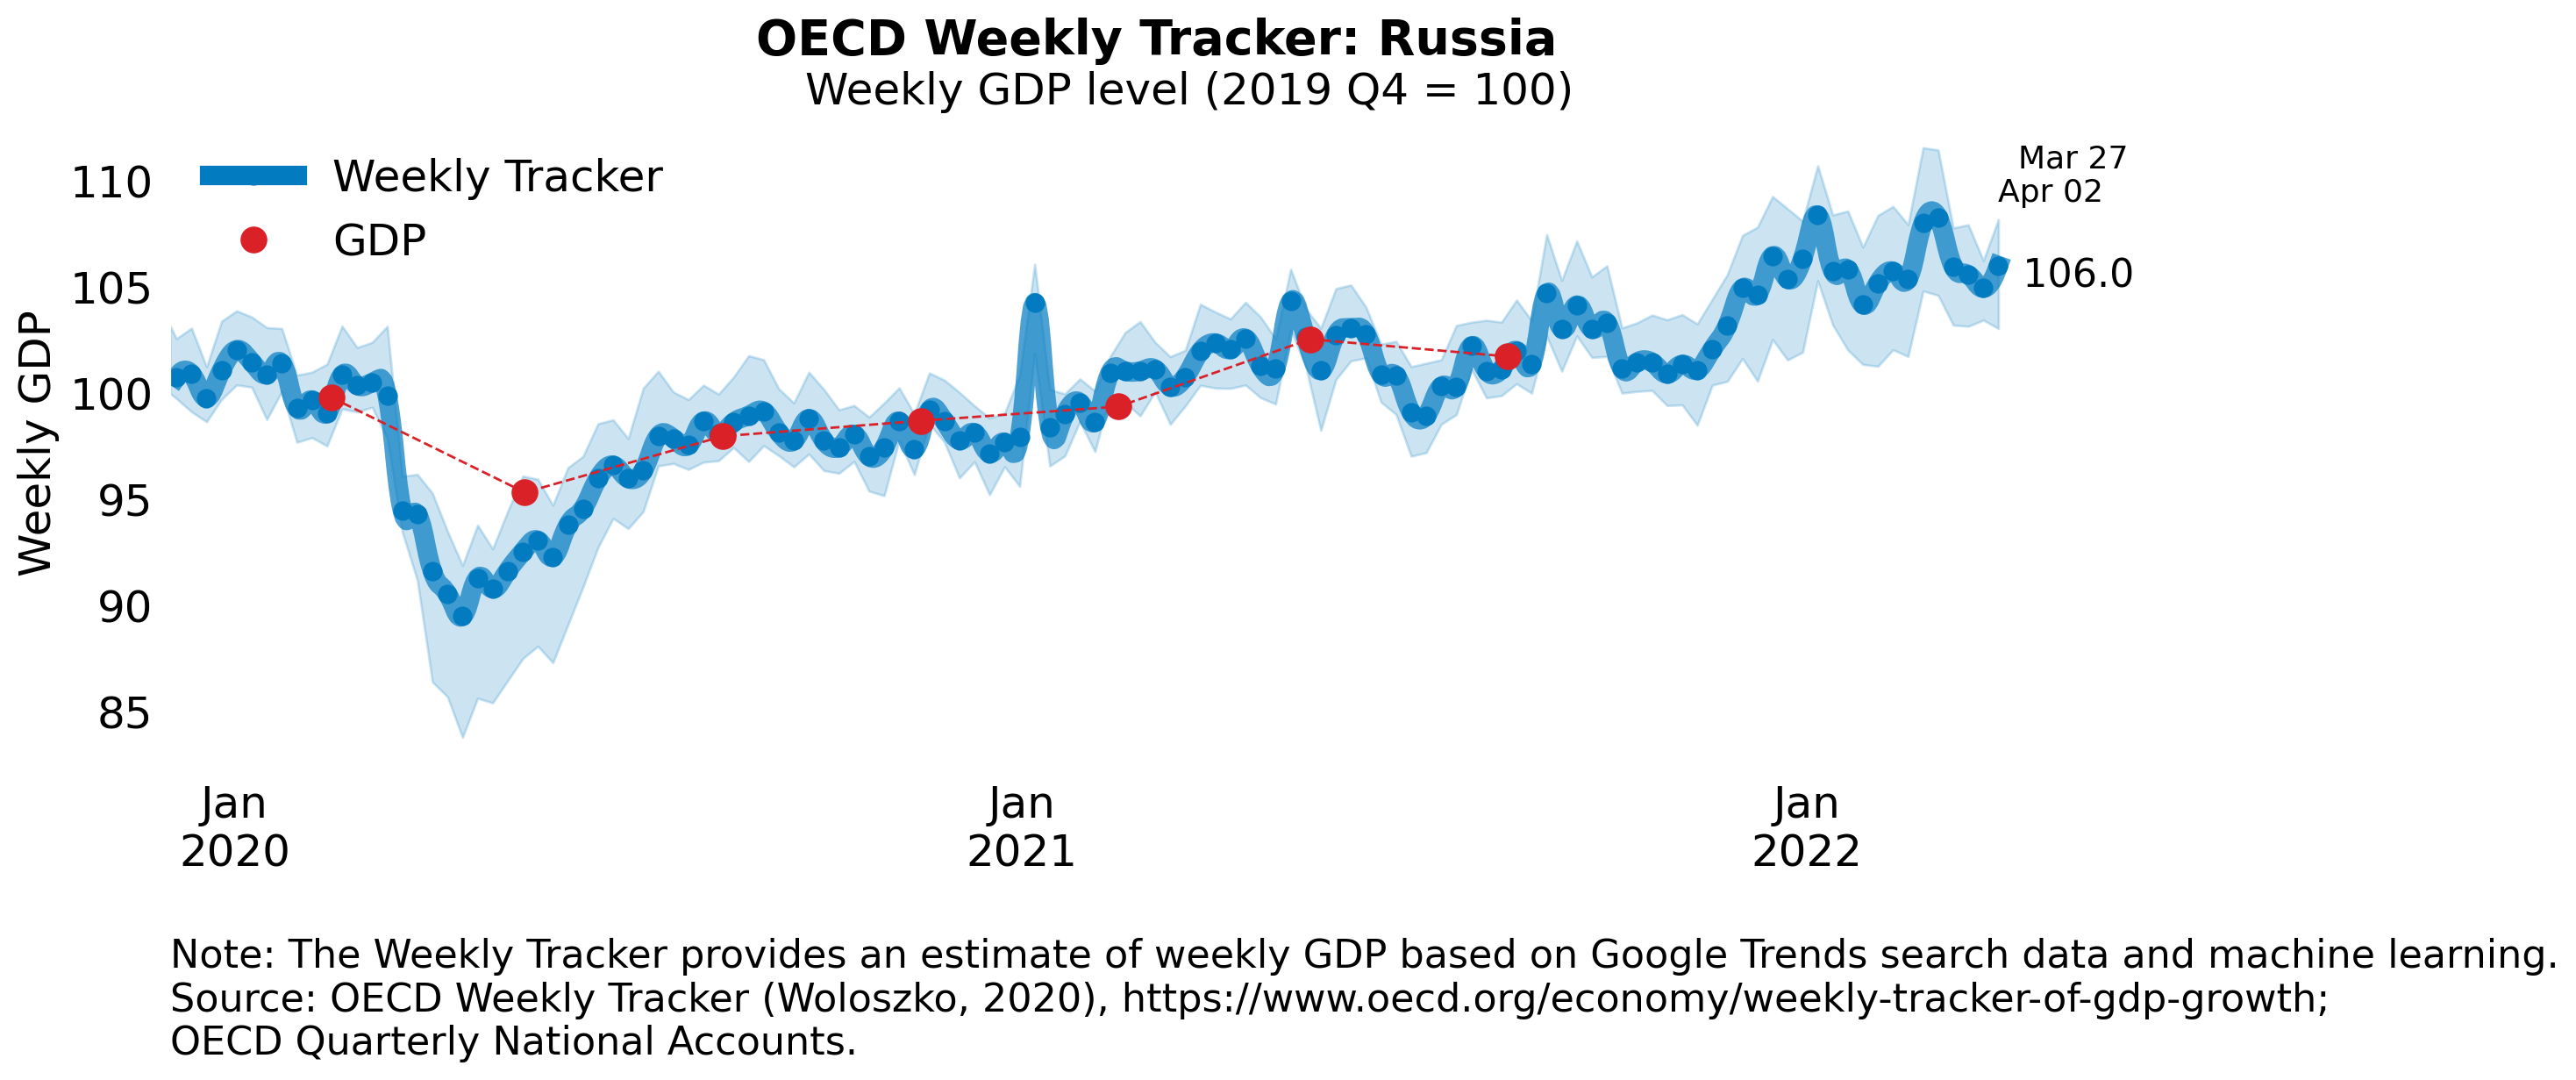 OECD Weekly Tracker: Russia
Weekly GDP level (2019 Q4 = 100)
Weekly Tracker
GDP
Mar 27
Apr 02
106.0
Weekly GDP
110
105
100
95
90
85
Jan
2020
Jan
2021
Jan
2022
Note: The Weekly Tracker provides an estimate of weekly GDP based on Google Trends search data and machine learning.
Source: OECD Weekly Tracker (Woloszko, 2020), https://www.oecd.org/economy/weekly-tracker-of-gdp-growth;
OECD Quarterly National Accounts.